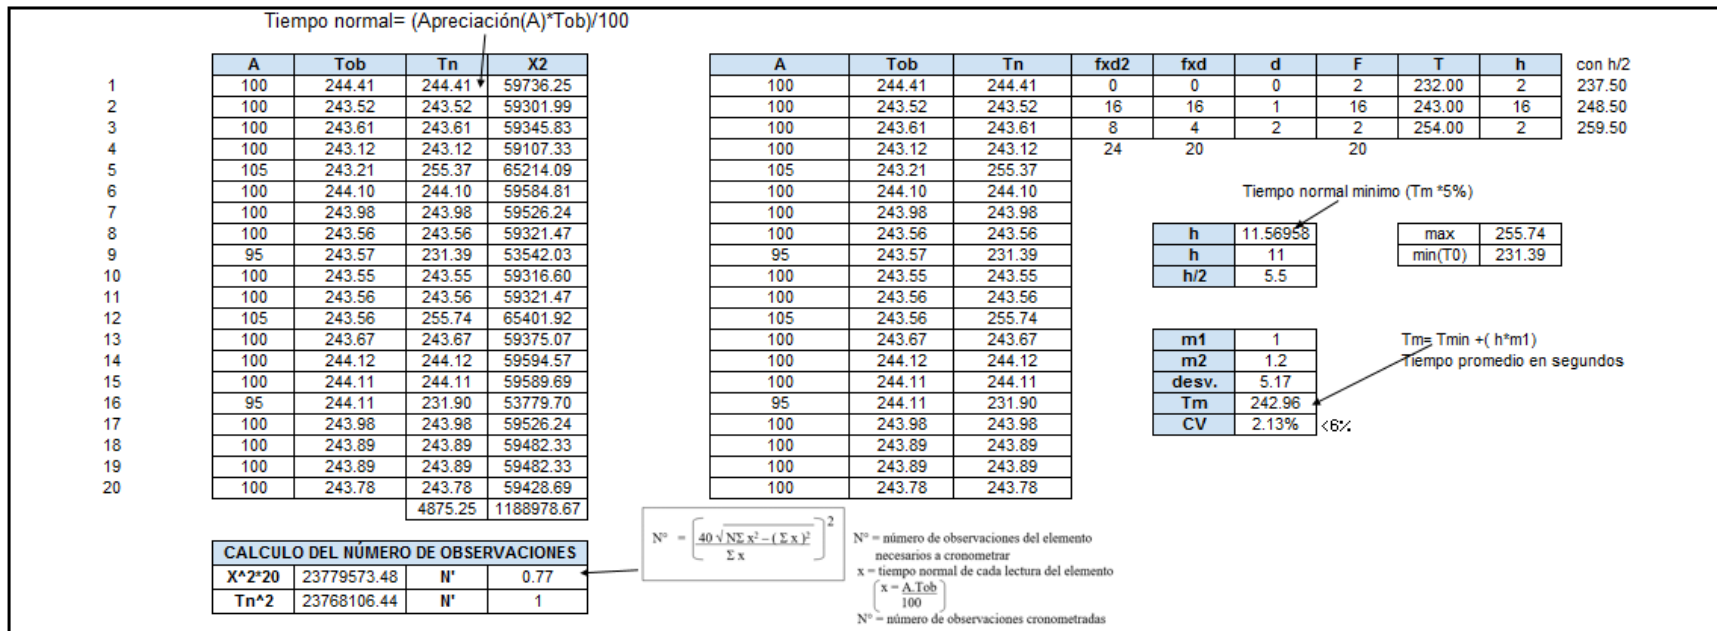 Tiempo normal= (Apreciación(A)*Tob)/100
A Tob Tn X2
1 100 244.41 244.41 59736.25
2 100 243.52 243.52 59301.99
3 100 243.61 243.61 59345.83
4 100 243.12 243.12 59107.33
5 105 243.21 255.37 65214.09
6 100 244.10 244.10 59584.81
7 100 243.98 243.98 59526.24
8 100 243.56 243.56 59321.47
9 95 243.57 231.39 53542.03
10 100 243.55 243.55 59316.60
11 100 243.56 243.56 59321.47
12 105 243.56 255.74 65401.92
13 100 243.67 243.67 59375.07
14 100 244.12 244.12 59594.57
15 100 244.11 244.11 59589.69
16 95 244.11 231.90 53779.70
17 100 243.98 243.98 59526.24
18 100 243.89 243.89 59482.33
19 100 243.89 243.89 59482.33
20 100 243.78 243.78 59428.69
4875.25 1188978.67
CALCULO DEL NÚMERO DE OBSERVACIONES
X^2*20 23779573.48 N' 0.77
Tn^2 23768106.44 N' 1
A Tob Tn fxd2 fxd d F T h con h/2
100 244.41 244.41 0 0 0 2 232.00 2 237.50
100 243.52 243.52 16 16 1 16 243.00 16 248.50
100 243.61 243.61 8 4 2 2 254.00 2 259.50
100 243.12 243.12 24 20 20
105 243.21 255.37
100 244.10 244.10
100 243.98 243.98
100 243.56 243.56
95 243.57 231.39
100 243.55 243.55
100 243.56 243.56
105 243.56 255.74
100 243.67 243.67
100 244.12 244.12
100 244.11 244.11
95 244.11 231.90
100 243.98 243.98
100 243.89 243.89
100 243.89 243.89
100 243.78 243.78
Tiempo normal minimo (Tm *5%)
h 11.56958
h 11
h/2 5.5
max 255.74
min(T0) 231.39
m1 1
m2 1.2
desv. 5.17
Tm 242.96
CV 2.13% <6%
Tm= Tmin +( h*m1)
Tiempo promedio en segundos
N° = (40 √NΣ x² – ( Σ x )² / Σ x)²
N° = número de observaciones del elemento
necesarios a cronometrar
x = tiempo normal de cada lectura del elemento
(x = A.Tob / 100)
N° = número de observaciones cronometradas